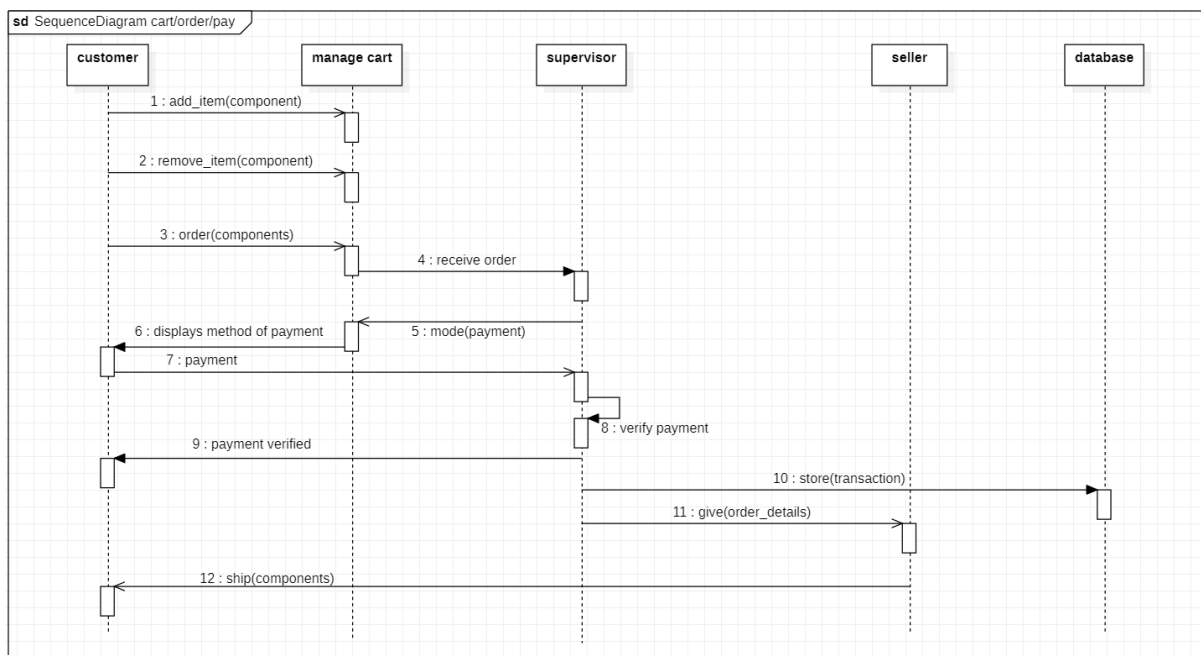 sd SequenceDiagram cart/order/pay
customer
manage cart
supervisor
seller
database
1 : add_item(component)
2 : remove_item(component)
3 : order(components)
4 : receive order
5 : mode(payment)
6 : displays method of payment
7 : payment
8 : verify payment
9 : payment verified
10 : store(transaction)
11 : give(order_details)
12 : ship(components)